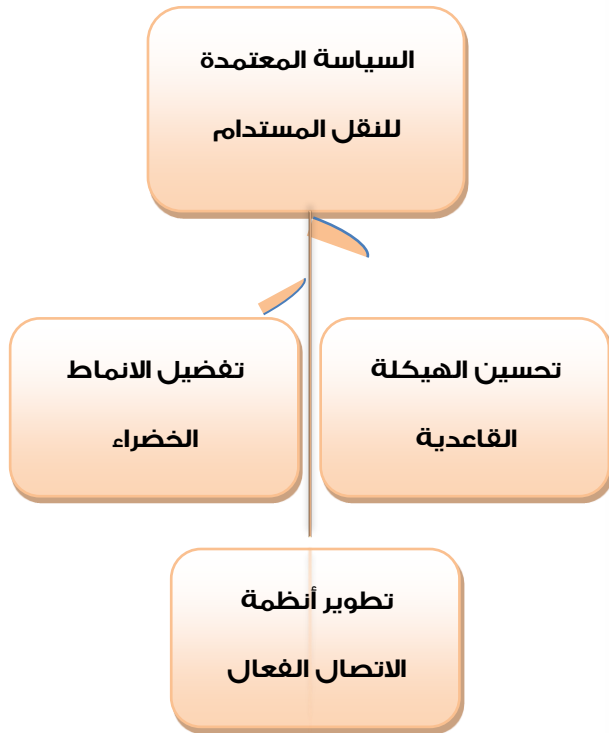 السياسة المعتمدة
للنقل المستدام
تحسين الهيكلة
القاعدية
تفضيل الانماط
الخضراء
تطوير أنظمة
الاتصال الفعال